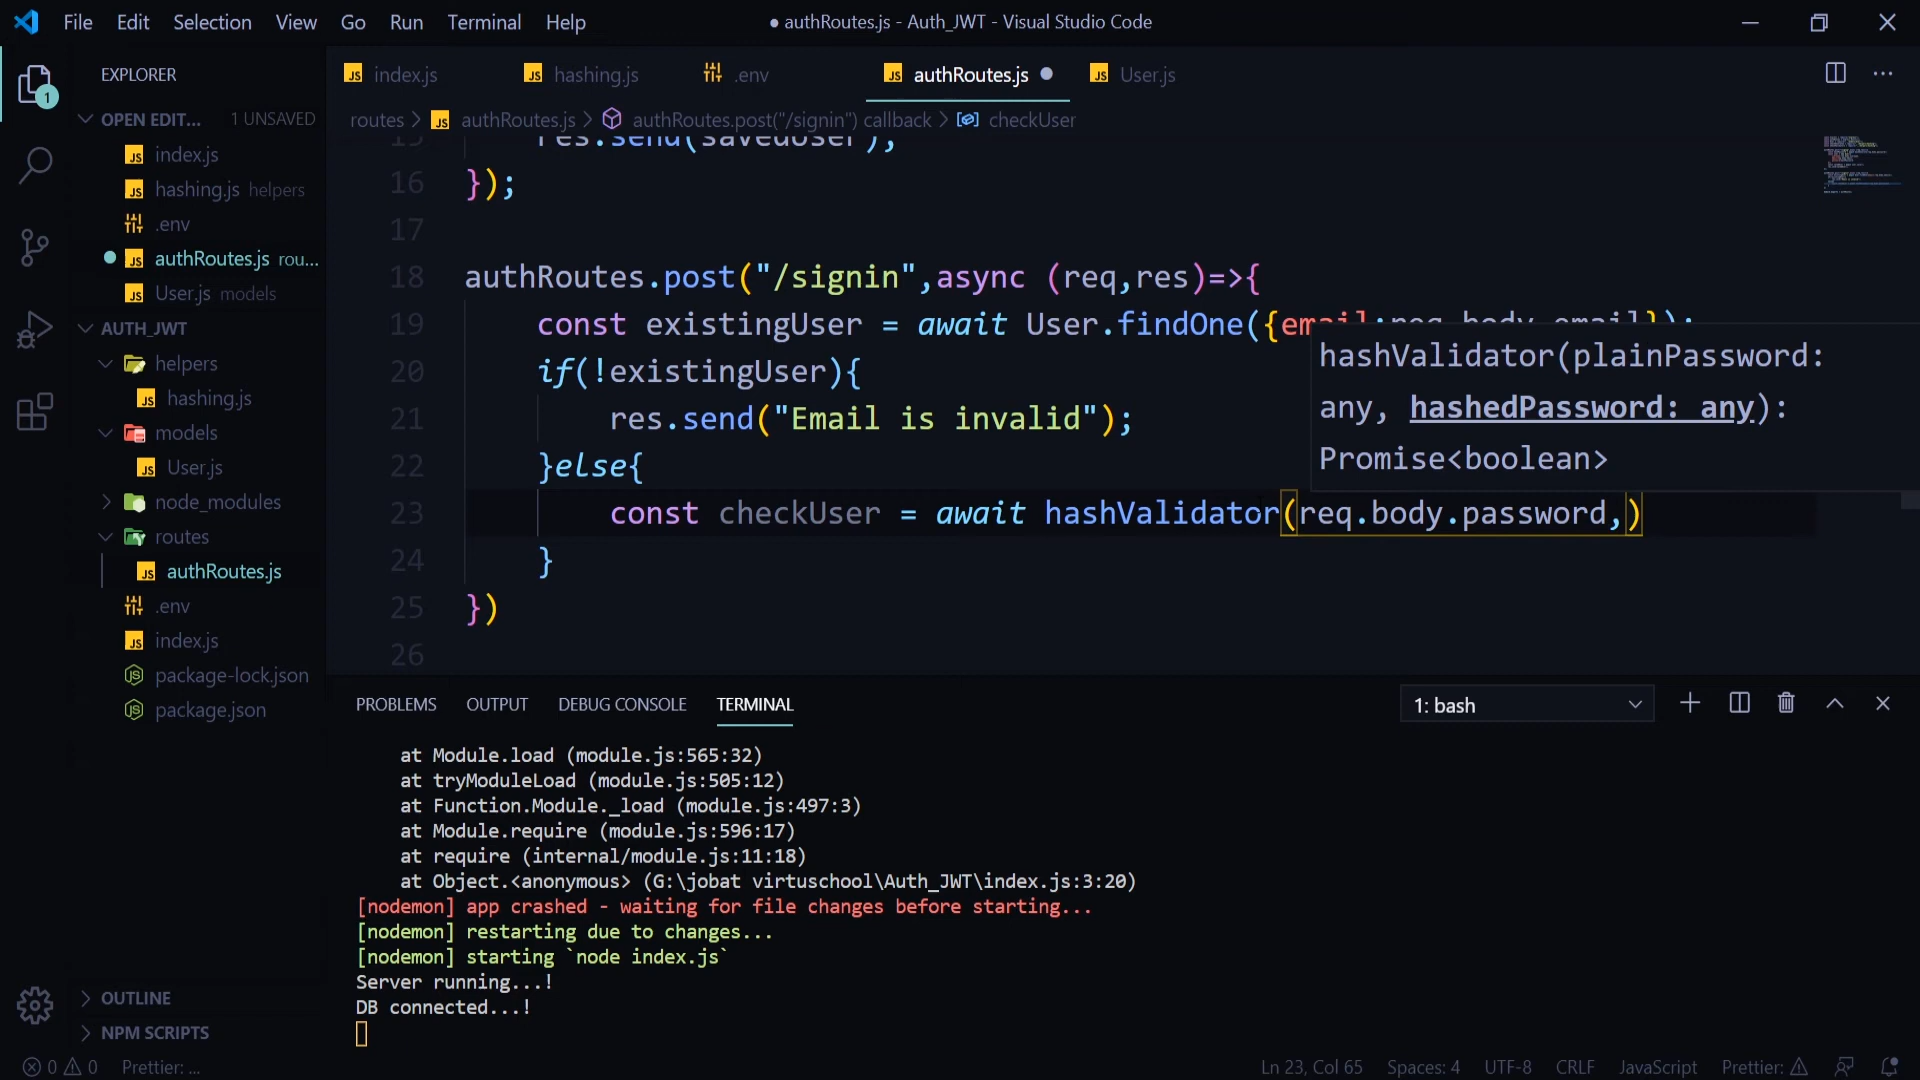 File Edit Selection View Go Run Terminal Help
● authRoutes.js - Auth_JWT - Visual Studio Code
EXPLORER
OPEN EDIT... 1 UNSAVED
index.js
hashing.js helpers
.env
authRoutes.js rou...
User.js models
AUTH_JWT
helpers
hashing.js
models
User.js
node_modules
routes
authRoutes.js
.env
index.js
package-lock.json
package.json
OUTLINE
NPM SCRIPTS
1
index.js hashing.js .env authRoutes.js User.js
routes > authRoutes.js > authRoutes.post("/signin") callback > checkUser
15 res.send(savedUser);
16 });
17
18 authRoutes.post("/signin",async (req,res)=>{
19 const existingUser = await User.findOne({email:req.body.email});
20 if(!existingUser){
21 res.send("Email is invalid");
22 }else{
23 const checkUser = await hashValidator(req.body.password,)
24 }
25 })
26
hashValidator(plainPassword:
any, hashedPassword: any):
Promise<boolean>
PROBLEMS OUTPUT DEBUG CONSOLE TERMINAL
1: bash
at Module.load (module.js:565:32)
at tryModuleLoad (module.js:505:12)
at Function.Module._load (module.js:497:3)
at Module.require (module.js:596:17)
at require (internal/module.js:11:18)
at Object.<anonymous> (G:\jobat virtuschool\Auth_JWT\index.js:3:20)
[nodemon] app crashed - waiting for file changes before starting...
[nodemon] restarting due to changes...
[nodemon] starting `node index.js`
Server running...!
DB connected...!
0 0 Prettier: ...
Ln 23, Col 65 Spaces: 4 UTF-8 CRLF JavaScript Prettier: